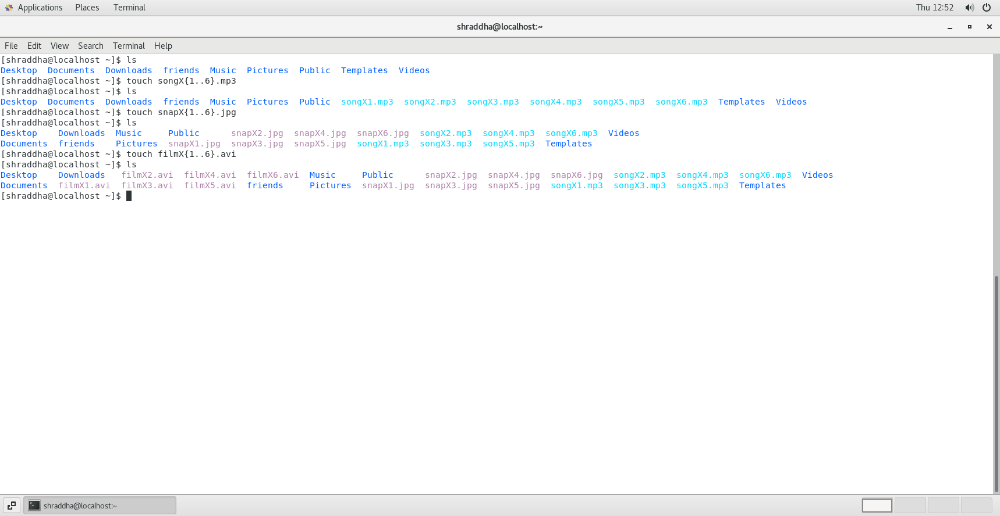 Applications Places Terminal Thu 12:52
shraddha@localhost:~
File Edit View Search Terminal Help
[shraddha@localhost ~]$ ls
Desktop  Documents  Downloads  friends  Music  Pictures  Public  Templates  Videos
[shraddha@localhost ~]$ touch songX{1..6}.mp3
[shraddha@localhost ~]$ ls
Desktop  Documents  Downloads  friends  Music  Pictures  Public  songX1.mp3  songX2.mp3  songX3.mp3  songX4.mp3  songX5.mp3  songX6.mp3  Templates  Videos
[shraddha@localhost ~]$ touch snapX{1..6}.jpg
[shraddha@localhost ~]$ ls
Desktop    Downloads  Music     Public      snapX2.jpg  snapX4.jpg  snapX6.jpg  songX2.mp3  songX4.mp3  songX6.mp3  Videos
Documents  friends    Pictures  snapX1.jpg  snapX3.jpg  snapX5.jpg  songX1.mp3  songX3.mp3  songX5.mp3  Templates
[shraddha@localhost ~]$ touch filmX{1..6}.avi
[shraddha@localhost ~]$ ls
Desktop    Downloads   filmX2.avi  filmX4.avi  filmX6.avi  Music     Public      snapX2.jpg  snapX4.jpg  snapX6.jpg  songX2.mp3  songX4.mp3  songX6.mp3  Videos
Documents  filmX1.avi  filmX3.avi  filmX5.avi  friends     Pictures  snapX1.jpg  snapX3.jpg  snapX5.jpg  songX1.mp3  songX3.mp3  songX5.mp3  Templates
[shraddha@localhost ~]$
shraddha@localhost:~